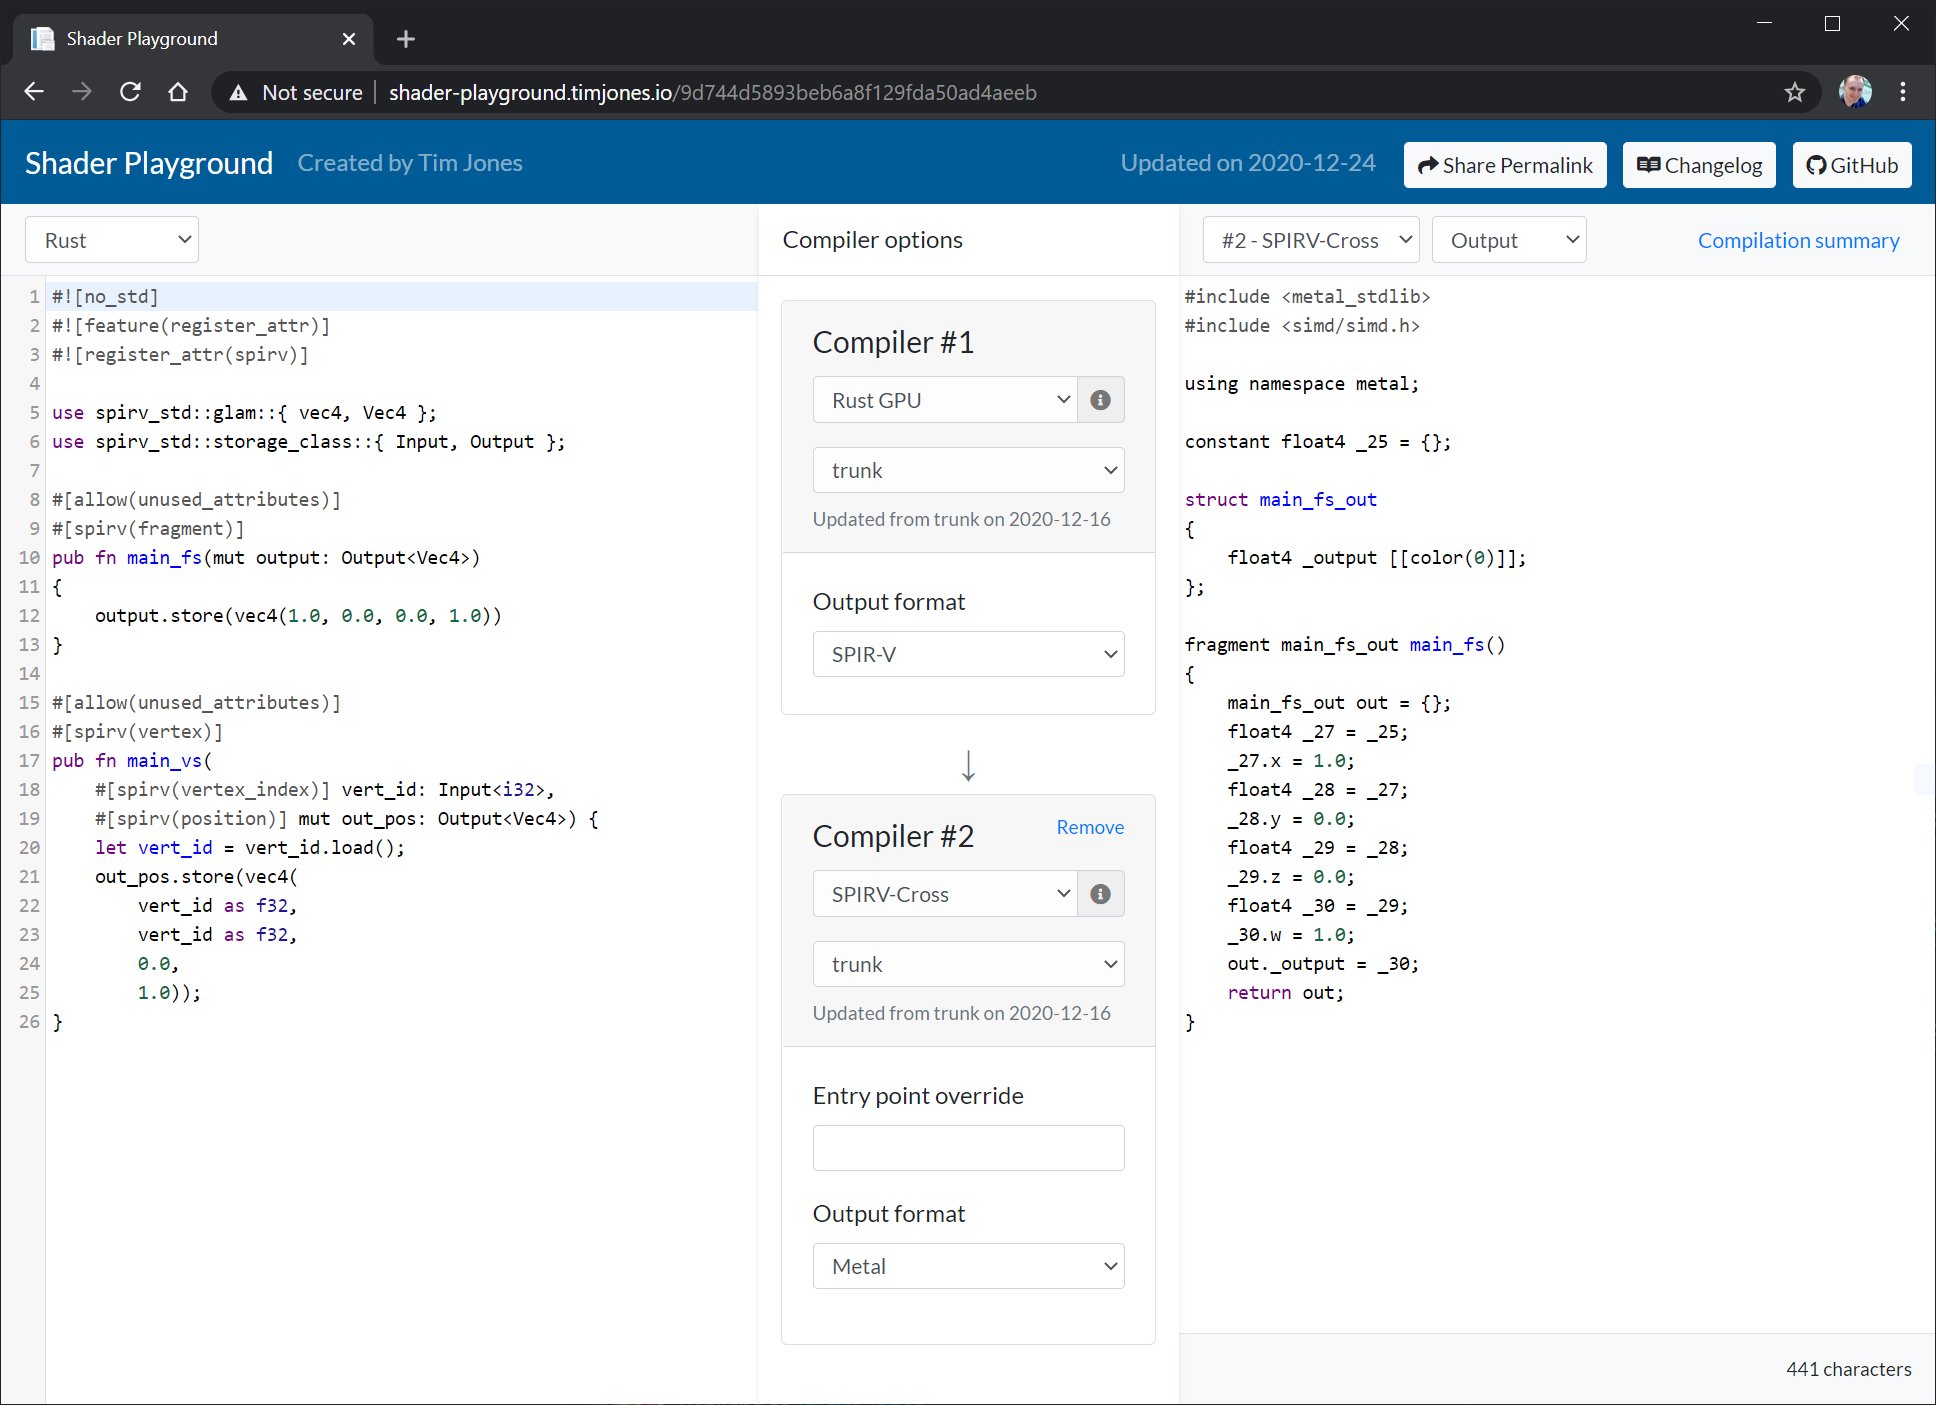 Shader Playground
Not secure
shader-playground.timjones.io/9d744d5893beb6a8f129fda50ad4aeeb
Shader Playground
Created by Tim Jones
Updated on 2020-12-24
Share Permalink
Changelog
GitHub
Rust
1 #![no_std]
2 #![feature(register_attr)]
3 #![register_attr(spirv)]
4
5 use spirv_std::glam::{ vec4, Vec4 };
6 use spirv_std::storage_class::{ Input, Output };
7
8 #[allow(unused_attributes)]
9 #[spirv(fragment)]
10 pub fn main_fs(mut output: Output<Vec4>)
11 {
12     output.store(vec4(1.0, 0.0, 0.0, 1.0))
13 }
14
15 #[allow(unused_attributes)]
16 #[spirv(vertex)]
17 pub fn main_vs(
18     #[spirv(vertex_index)] vert_id: Input<i32>,
19     #[spirv(position)] mut out_pos: Output<Vec4>) {
20     let vert_id = vert_id.load();
21     out_pos.store(vec4(
22         vert_id as f32,
23         vert_id as f32,
24         0.0,
25         1.0));
26 }
Compiler options
Compiler #1
Rust GPU
trunk
Updated from trunk on 2020-12-16
Output format
SPIR-V
↓
Compiler #2
Remove
SPIRV-Cross
trunk
Updated from trunk on 2020-12-16
Entry point override
Output format
Metal
#2 - SPIRV-Cross
Output
Compilation summary
#include <metal_stdlib>
#include <simd/simd.h>

using namespace metal;

constant float4 _25 = {};

struct main_fs_out
{
    float4 _output [[color(0)]];
};

fragment main_fs_out main_fs()
{
    main_fs_out out = {};
    float4 _27 = _25;
    _27.x = 1.0;
    float4 _28 = _27;
    _28.y = 0.0;
    float4 _29 = _28;
    _29.z = 0.0;
    float4 _30 = _29;
    _30.w = 1.0;
    out._output = _30;
    return out;
}
441 characters